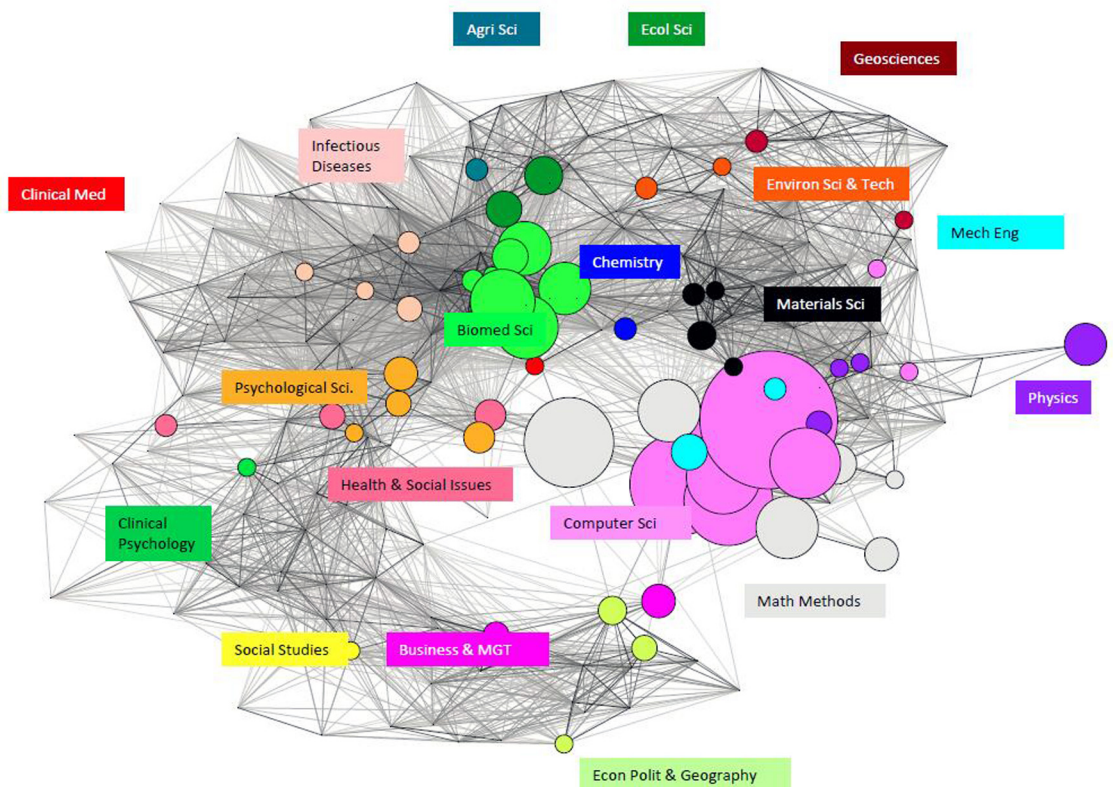 Agri Sci
Ecol Sci
Geosciences
Infectious
Diseases
Clinical Med
Environ Sci & Tech
Mech Eng
Chemistry
Materials Sci
Biomed Sci
Psychological Sci.
Physics
Health & Social Issues
Clinical
Psychology
Computer Sci
Math Methods
Social Studies
Business & MGT
Econ Polit & Geography